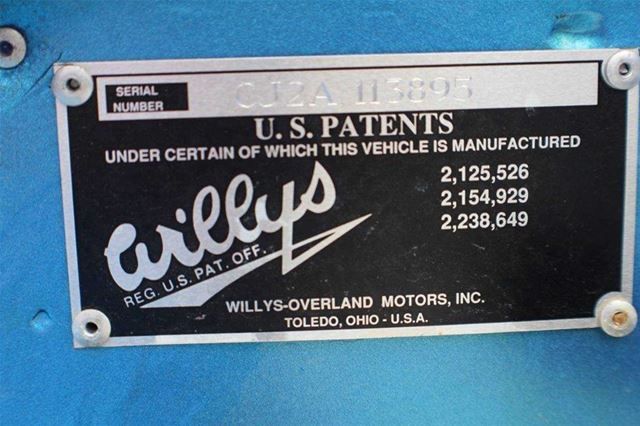 SERIAL NUMBER CJ2A 113895
U. S. PATENTS
UNDER CERTAIN OF WHICH THIS VEHICLE IS MANUFACTURED
2,125,526
2,154,929
2,238,649
Willys
REG. U.S. PAT. OFF.
WILLYS-OVERLAND MOTORS, INC.
TOLEDO, OHIO - U.S.A.